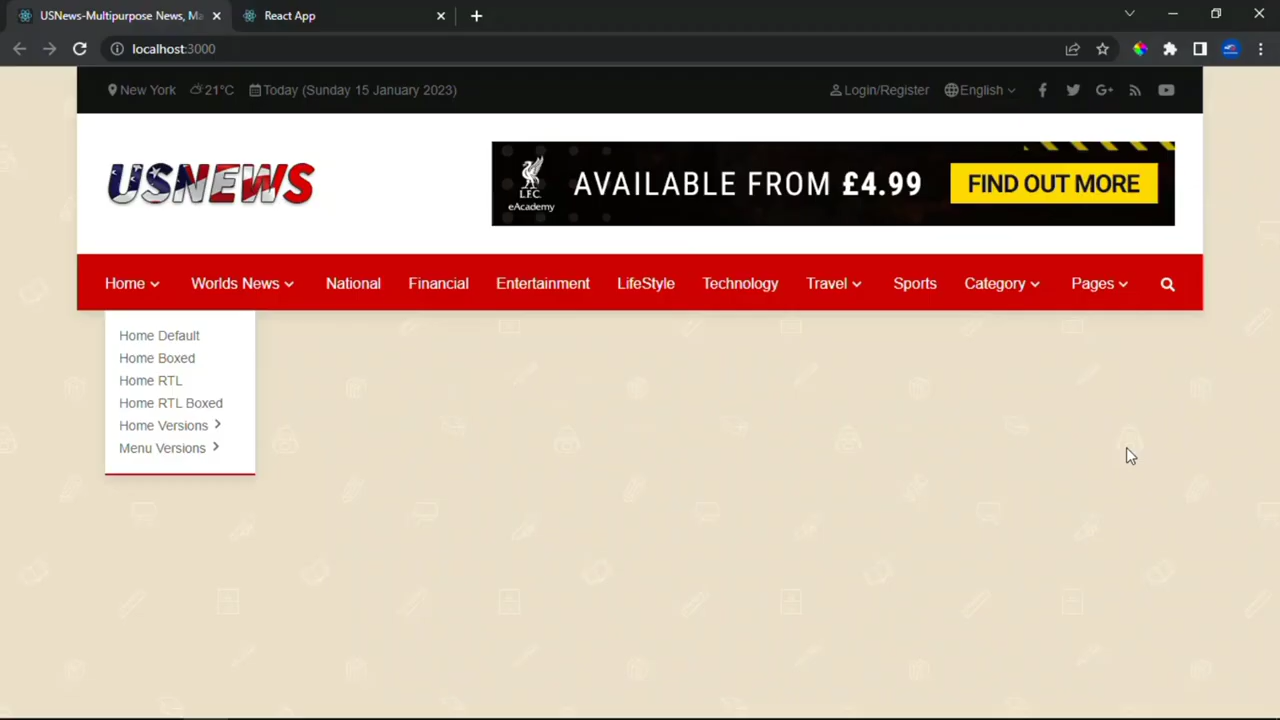 USNews-Multipurpose News, Ma
React App
localhost:3000
New York 21°C Today (Sunday 15 January 2023) Login/Register English G+
USNEWS
L.F.C.
eAcademy
AVAILABLE FROM £4.99 FIND OUT MORE
Home Worlds News National Financial Entertainment LifeStyle Technology Travel Sports Category Pages
Home Default
Home Boxed
Home RTL
Home RTL Boxed
Home Versions
Menu Versions